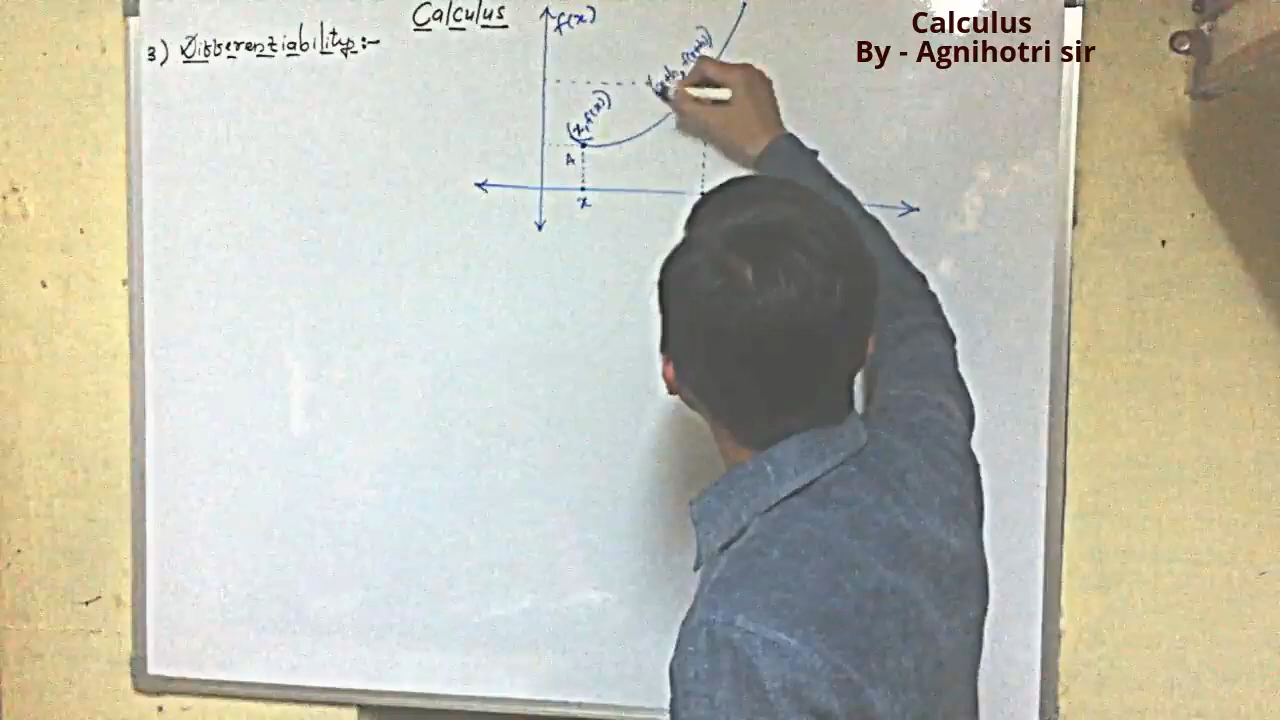 Calculus
3) Differentiability:-
f(x)
(x, f(x))
A
x
Calculus
By - Agnihotri sir